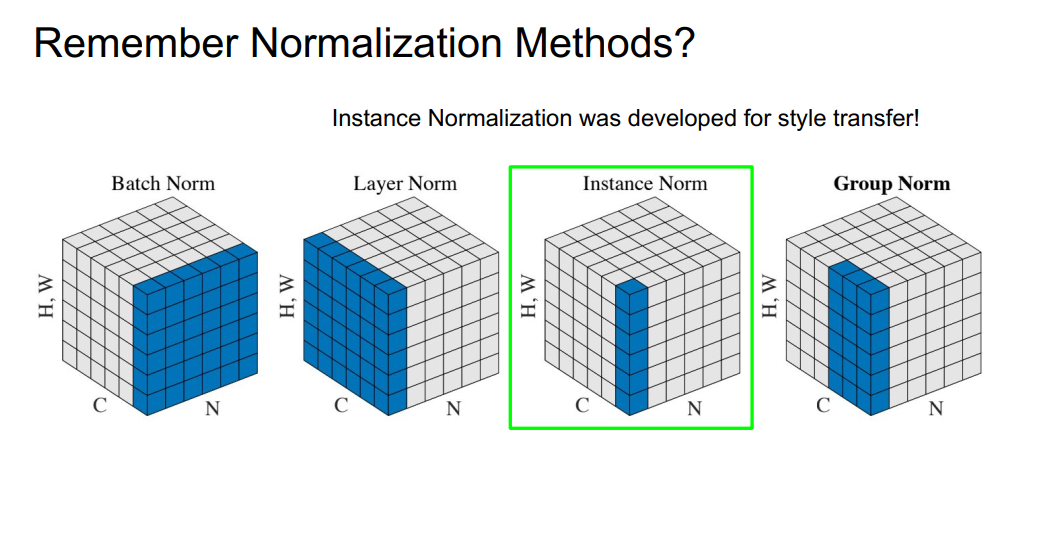 Remember Normalization Methods?
Instance Normalization was developed for style transfer!
Batch Norm
Layer Norm
Instance Norm
Group Norm
H, W
H, W
H, W
H, W
C
N
C
N
C
N
C
N